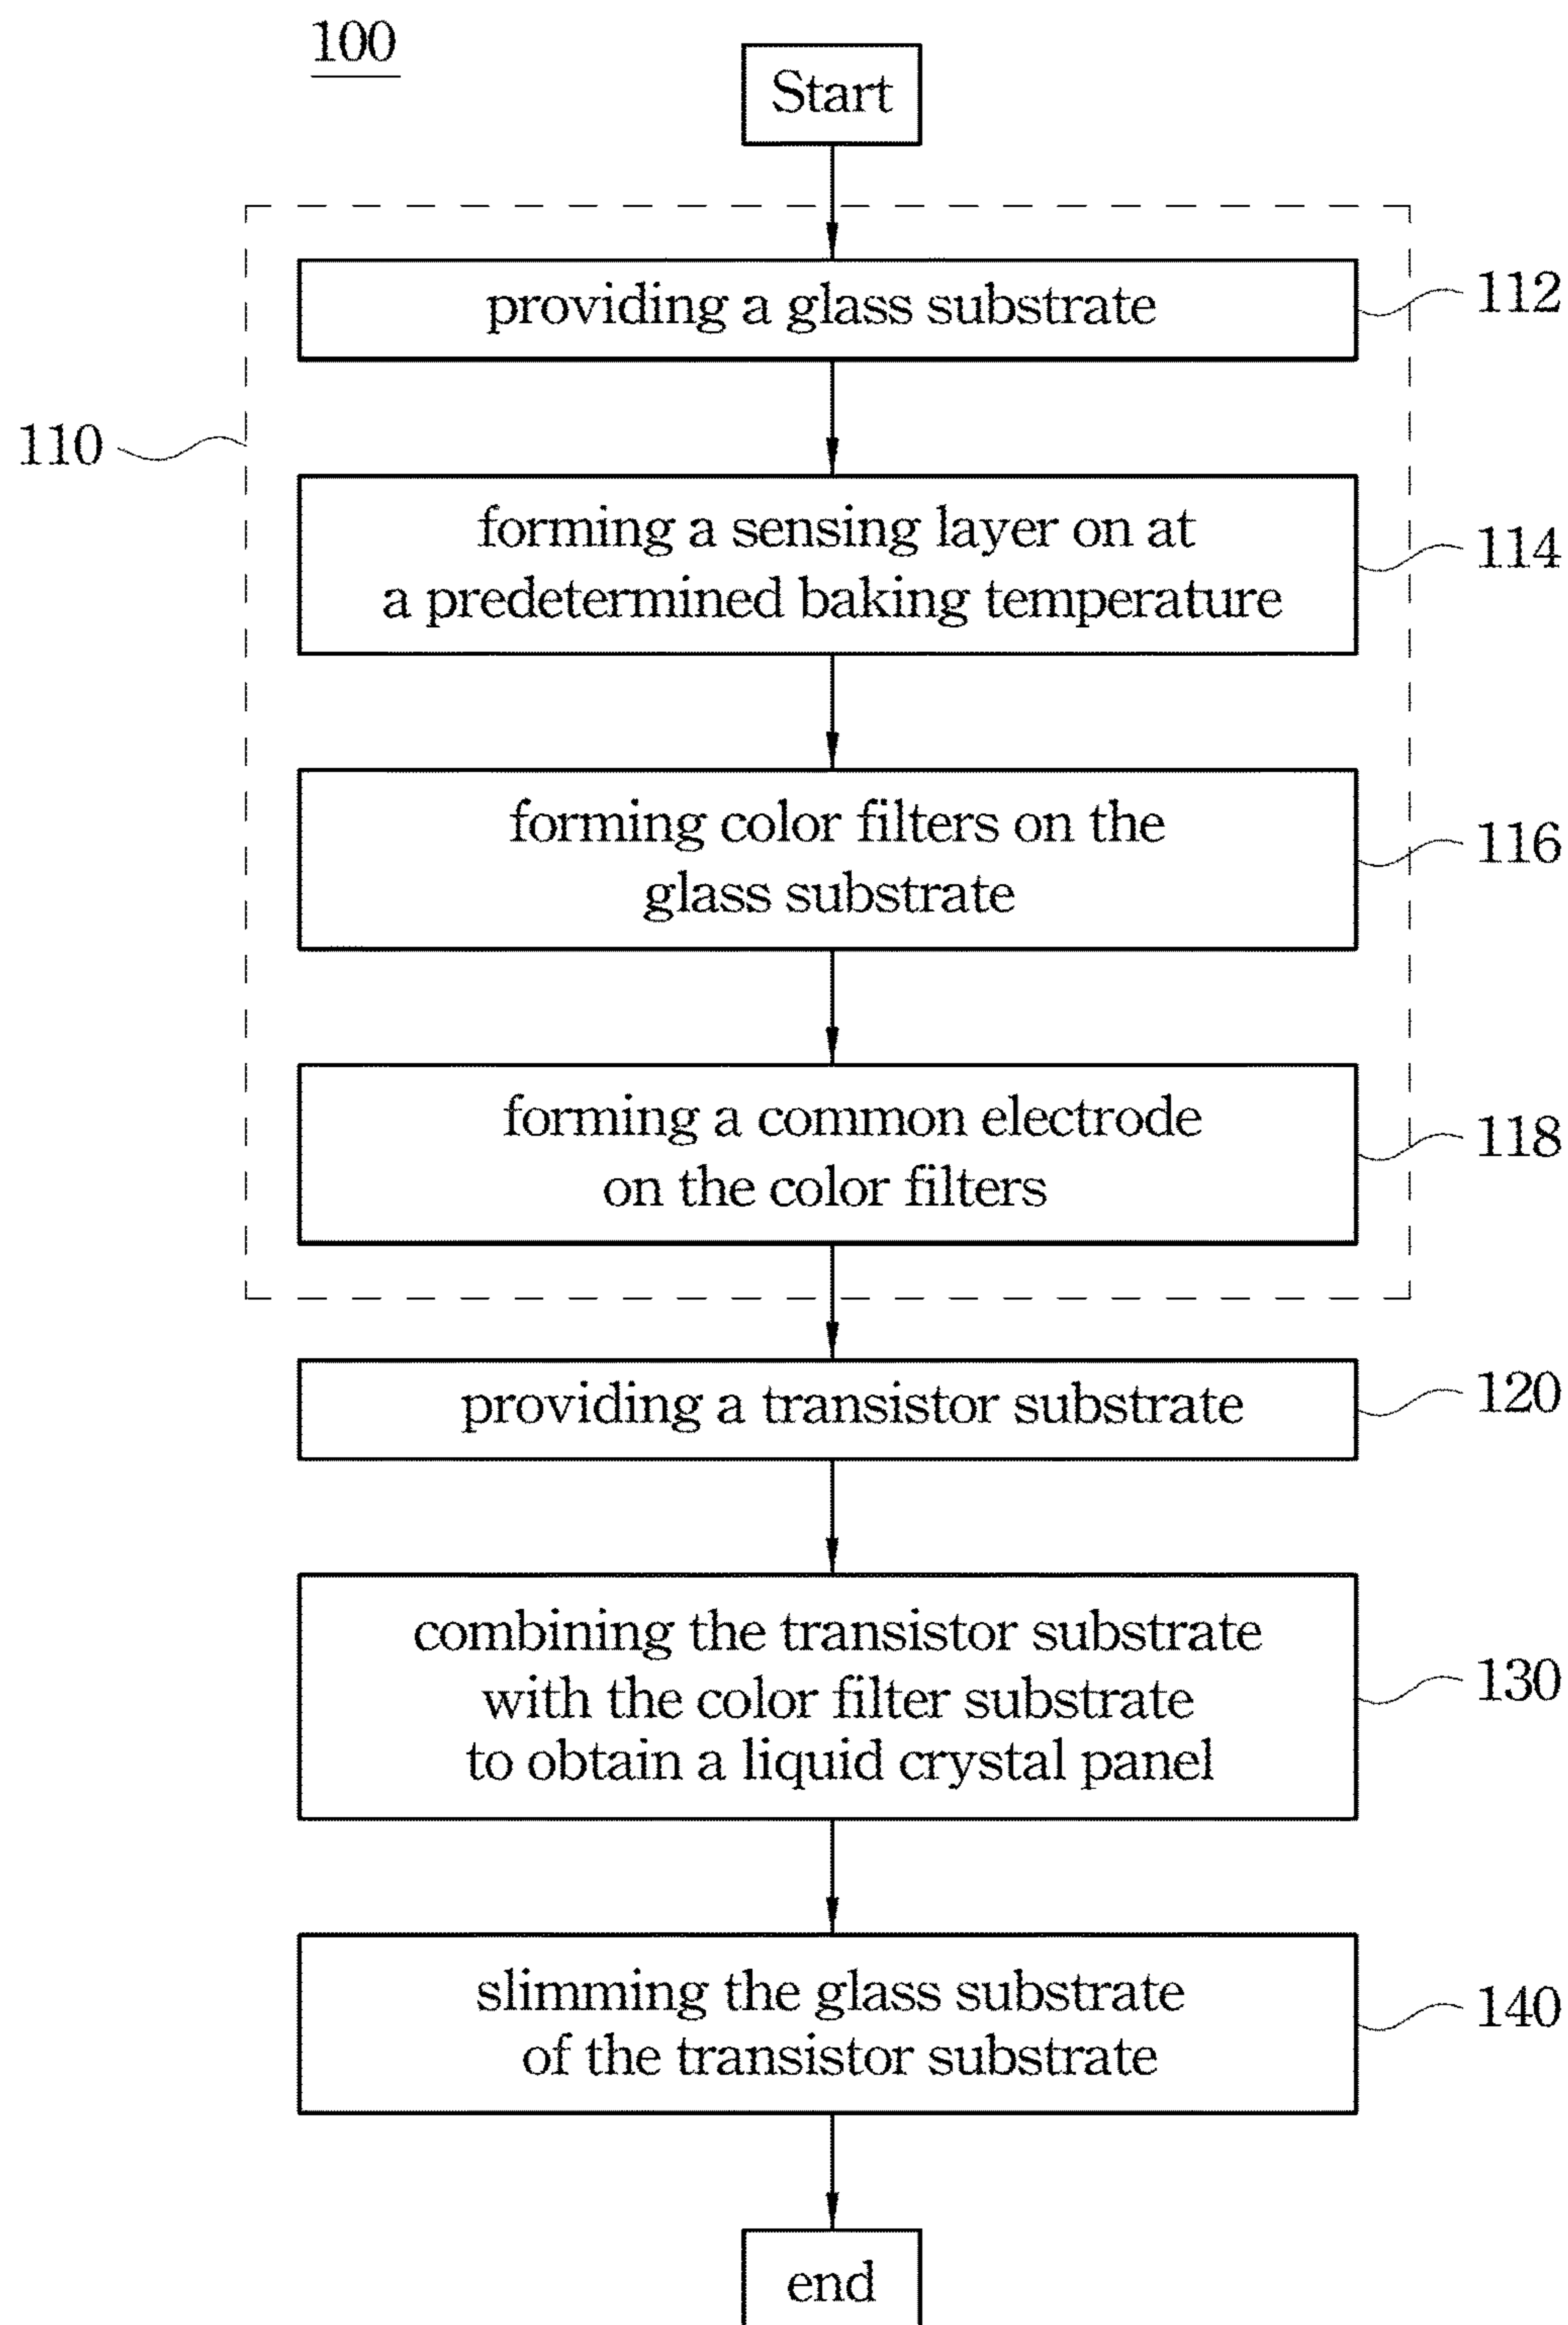 100
Start
providing a glass substrate
112
110
forming a sensing layer on at
a predetermined baking temperature
114
forming color filters on the
glass substrate
116
forming a common electrode
on the color filters
118
providing a transistor substrate
120
combining the transistor substrate
with the color filter substrate
to obtain a liquid crystal panel
130
slimming the glass substrate
of the transistor substrate
140
end